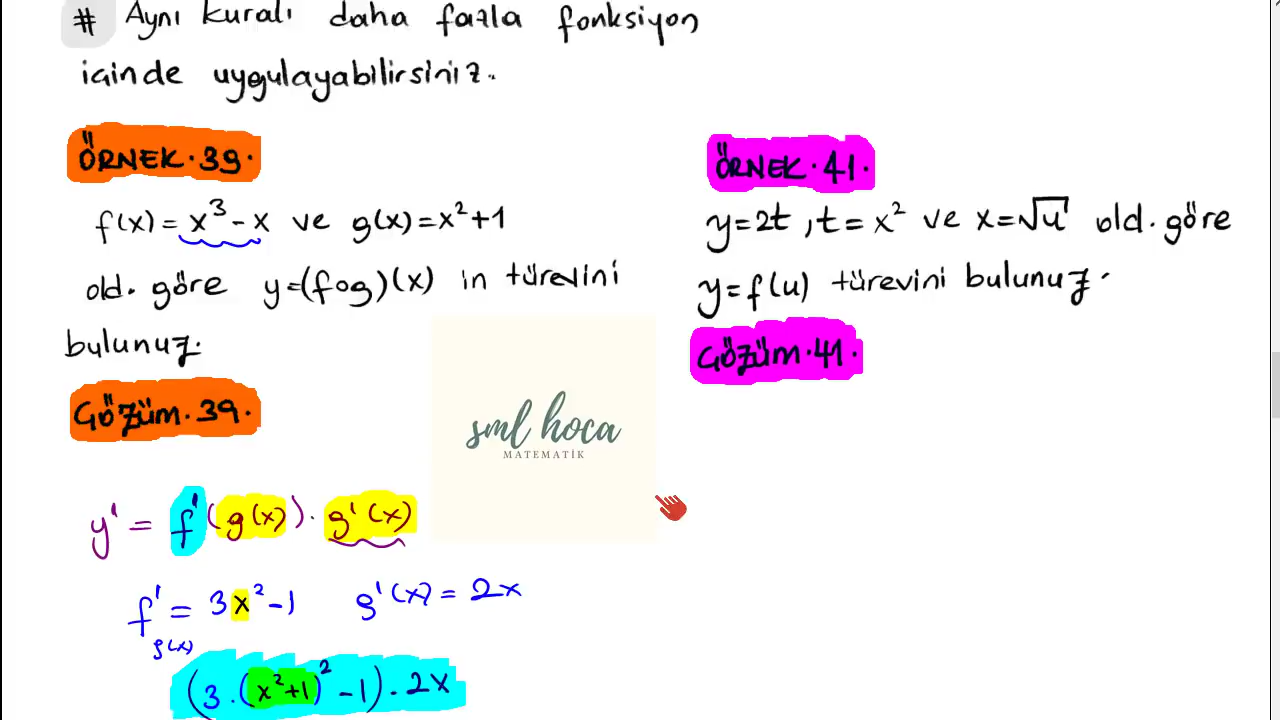 # Aynı kuralı daha fazla fonksiyon
içinde uygulayabilirsiniz.
ÖRNEK.39.
f(x) = x³ - x ve g(x) = x² + 1
old. göre y=(fog)(x) in türevini
bulunuz.
ÇÖZÜM.39.
y' = f'(g(x)).g'(x)
f' = 3x² - 1 g'(x) = 2x
g(x)
(3.(x²+1)² - 1).2x
ÖRNEK.41.
y=2t, t=x² ve x=√u old. göre
y=f(u) türevini bulunuz.
ÇÖZÜM.41.
sml hoca
MATEMATİK